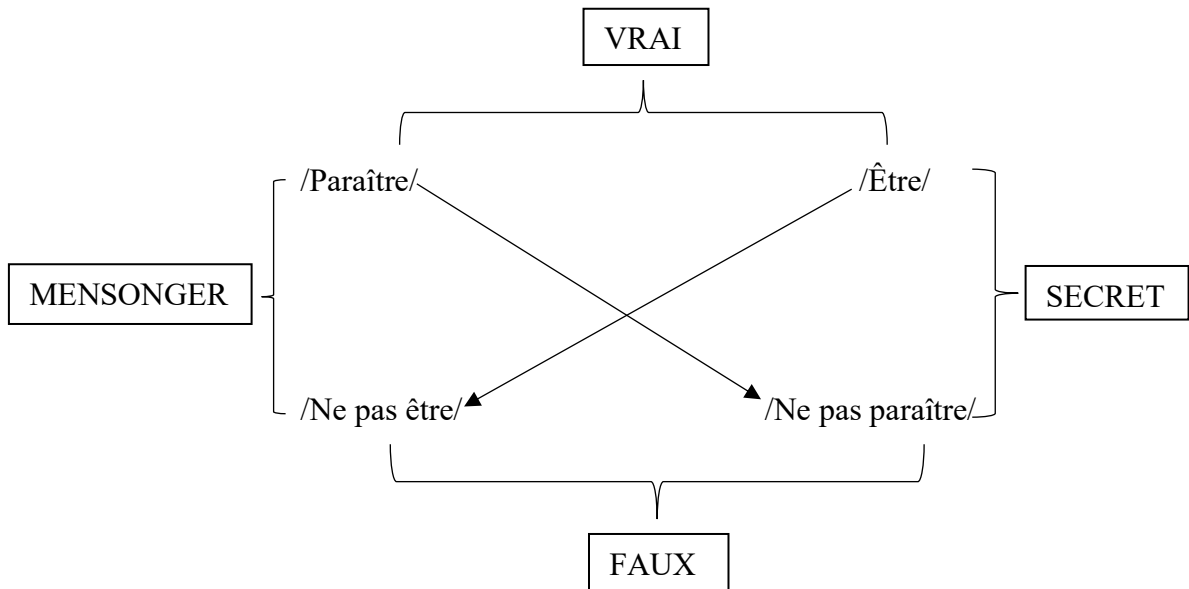 VRAI
/Paraître/
/Être/
MENSONGER
SECRET
/Ne pas être/
/Ne pas paraître/
FAUX